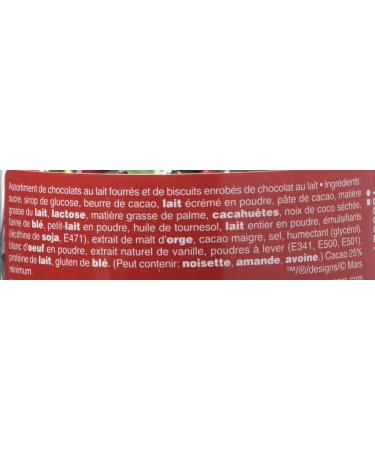 Assortiment de chocolats au lait fourrés et de biscuits enrobés de chocolat au lait • Ingrédients:
sucre, sirop de glucose, beurre de cacao, lait écrémé en poudre, pâte de cacao, matière
grasse du lait, lactose, matière grasse de palme, cacahuètes, noix de coco séchée,
farine de blé, petit-lait en poudre, huile de tournesol, lait entier en poudre, émulsifiants
(lécithine de soja, E471), extrait de malt d'orge, cacao maigre, sel, humectant (glycérol),
blanc d'oeuf en poudre, extrait naturel de vanille, poudres à lever (E341, E500, E501),
protéine de lait, gluten de blé. (Peut contenir: noisette, amande, avoine.) Cacao 25%
minimum. ™/®/designs/© Mars